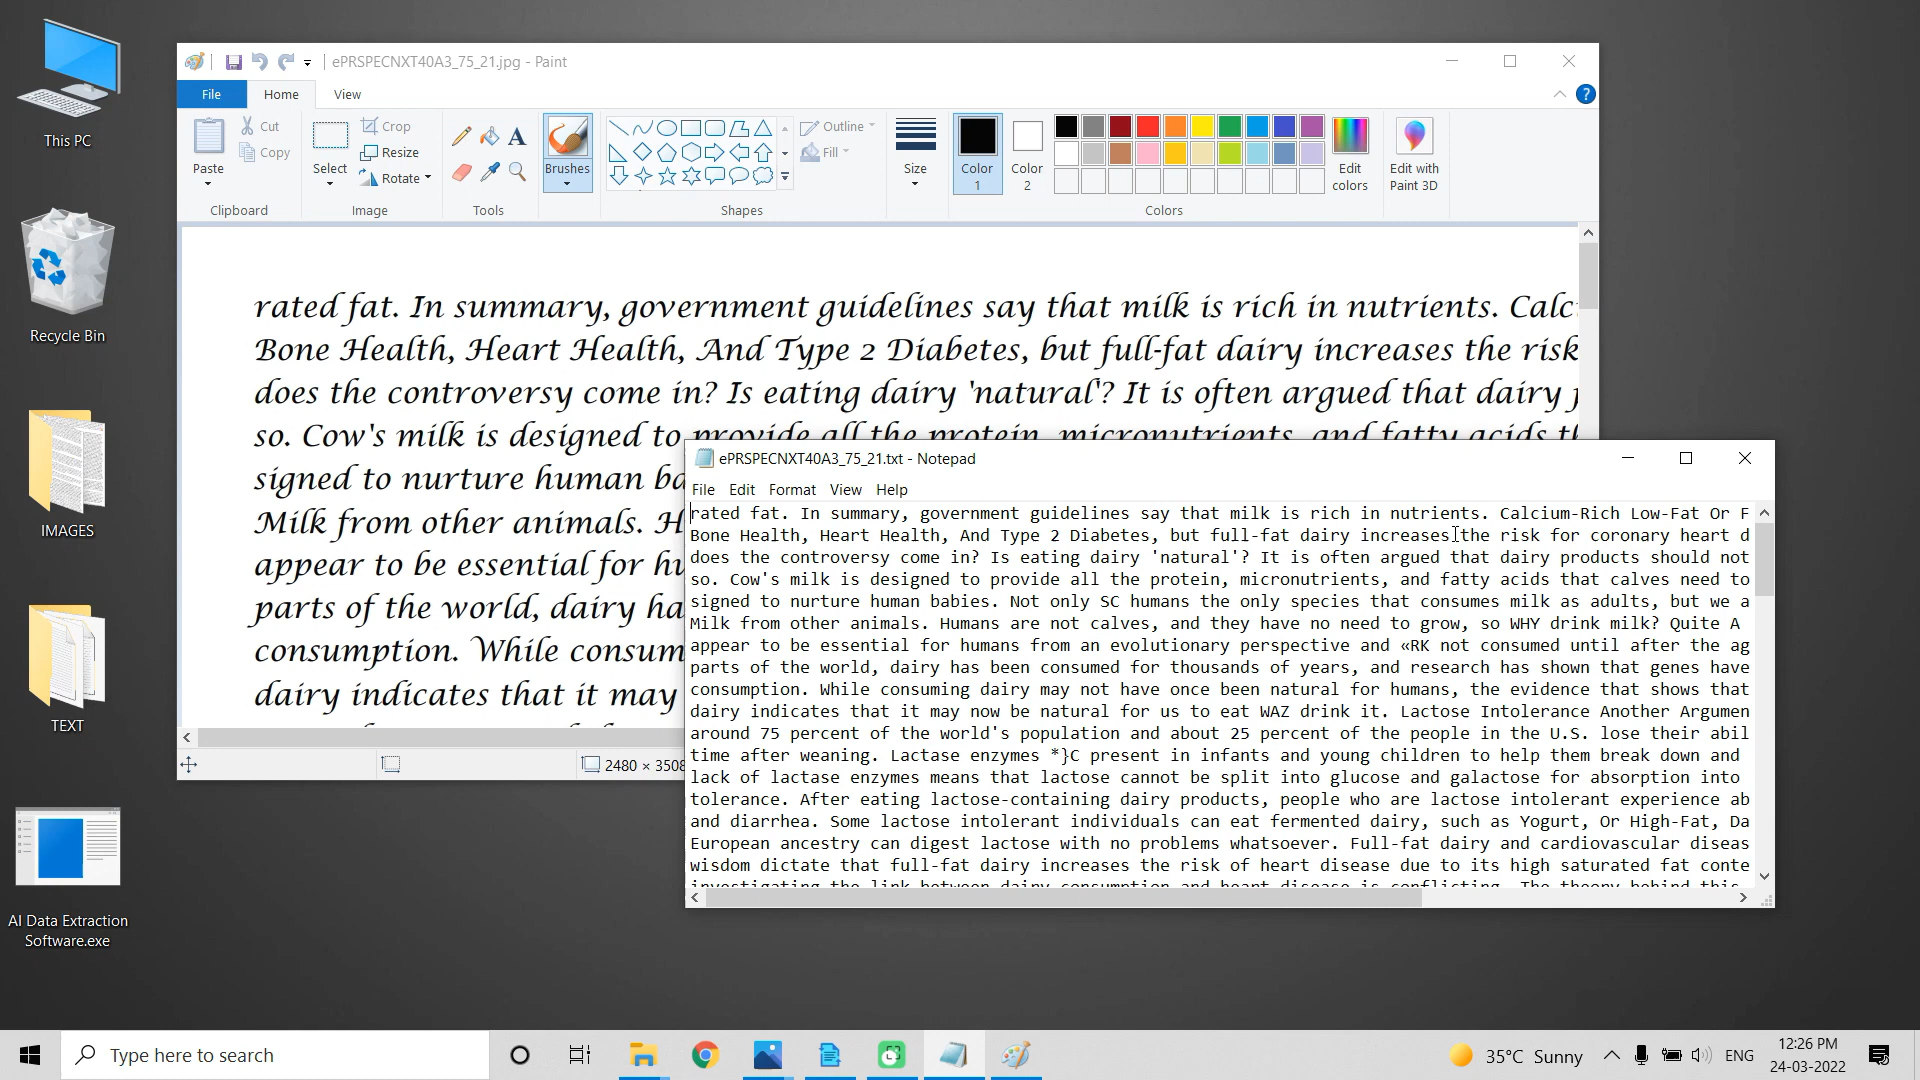 This PC
Recycle Bin
IMAGES
TEXT
AI Data Extraction
Software.exe
ePRSPECNXT40A3_75_21.jpg - Paint
File Home View
Paste
Cut
Copy
Clipboard
Select
Crop
Resize
Rotate
Image
Tools
Brushes
Outline
Fill
Shapes
Size
Color
1
Color
2
Edit
colors
Colors
Edit with
Paint 3D
rated fat. In summary, government guidelines say that milk is rich in nutrients. Calc
Bone Health, Heart Health, And Type 2 Diabetes, but full-fat dairy increases the risk
does the controversy come in? Is eating dairy 'natural'? It is often argued that dairy
so. Cow's milk is designed to provide all the protein, micronutrients, and fatty acids
signed to nurture human ba
Milk from other animals. H
appear to be essential for hu
parts of the world, dairy ha
consumption. While consum
dairy indicates that it may
2480 × 3508
ePRSPECNXT40A3_75_21.txt - Notepad
File Edit Format View Help
rated fat. In summary, government guidelines say that milk is rich in nutrients. Calcium-Rich Low-Fat Or F
Bone Health, Heart Health, And Type 2 Diabetes, but full-fat dairy increases the risk for coronary heart d
does the controversy come in? Is eating dairy 'natural'? It is often argued that dairy products should not
so. Cow's milk is designed to provide all the protein, micronutrients, and fatty acids that calves need to
signed to nurture human babies. Not only SC humans the only species that consumes milk as adults, but we a
Milk from other animals. Humans are not calves, and they have no need to grow, so WHY drink milk? Quite A
appear to be essential for humans from an evolutionary perspective and «RK not consumed until after the ag
parts of the world, dairy has been consumed for thousands of years, and research has shown that genes have
consumption. While consuming dairy may not have once been natural for humans, the evidence that shows that
dairy indicates that it may now be natural for us to eat WAZ drink it. Lactose Intolerance Another Argumen
around 75 percent of the world's population and about 25 percent of the people in the U.S. lose their abil
time after weaning. Lactase enzymes *}C present in infants and young children to help them break down and
lack of lactase enzymes means that lactose cannot be split into glucose and galactose for absorption into
tolerance. After eating lactose-containing dairy products, people who are lactose intolerant experience ab
and diarrhea. Some lactose intolerant individuals can eat fermented dairy, such as Yogurt, Or High-Fat, Da
European ancestry can digest lactose with no problems whatsoever. Full-fat dairy and cardiovascular diseas
wisdom dictate that full-fat dairy increases the risk of heart disease due to its high saturated fat conte
investigating the link between dairy consumption and heart disease is conflicting. The theory behind this
Type here to search
35°C Sunny
ENG
12:26 PM
24-03-2022